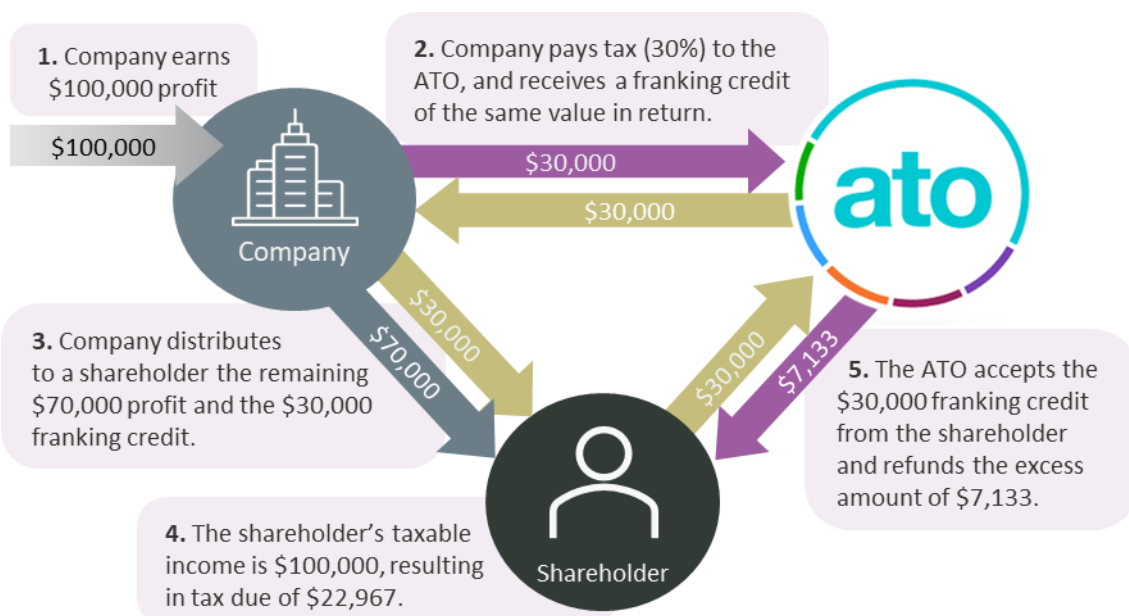 1. Company earns
$100,000 profit
$100,000
2. Company pays tax (30%) to the
ATO, and receives a franking credit
of the same value in return.
$30,000
$30,000
ato
Company
$30,000
$70,000
3. Company distributes
to a shareholder the remaining
$70,000 profit and the $30,000
franking credit.
4. The shareholder’s taxable
income is $100,000, resulting
in tax due of $22,967.
Shareholder
$30,000
$7,133
5. The ATO accepts the
$30,000 franking credit
from the shareholder
and refunds the excess
amount of $7,133.